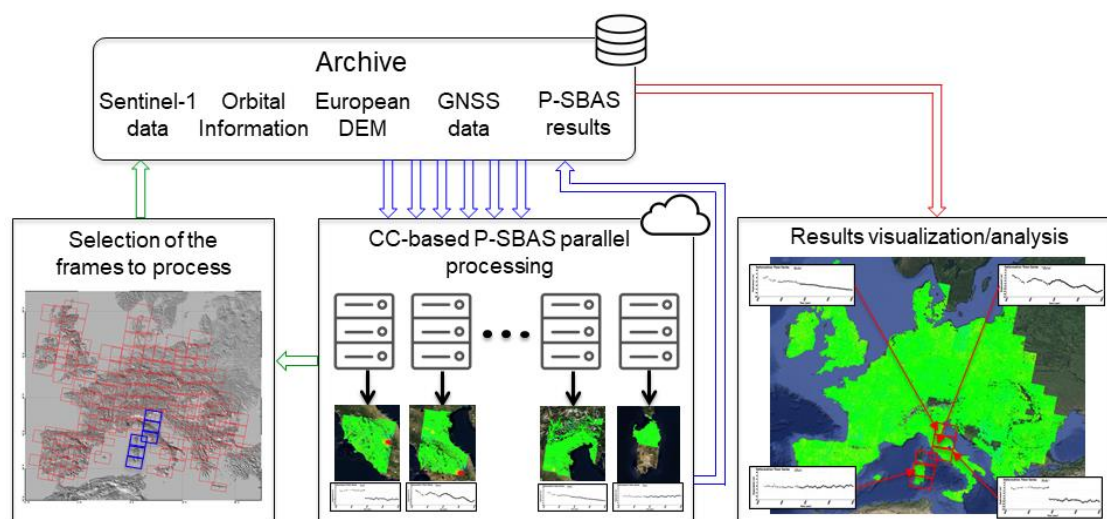 Archive
Sentinel-1 data
Orbital Information
European DEM
GNSS data
P-SBAS results
Selection of the
frames to process
CC-based P-SBAS parallel
processing
Results visualization/analysis